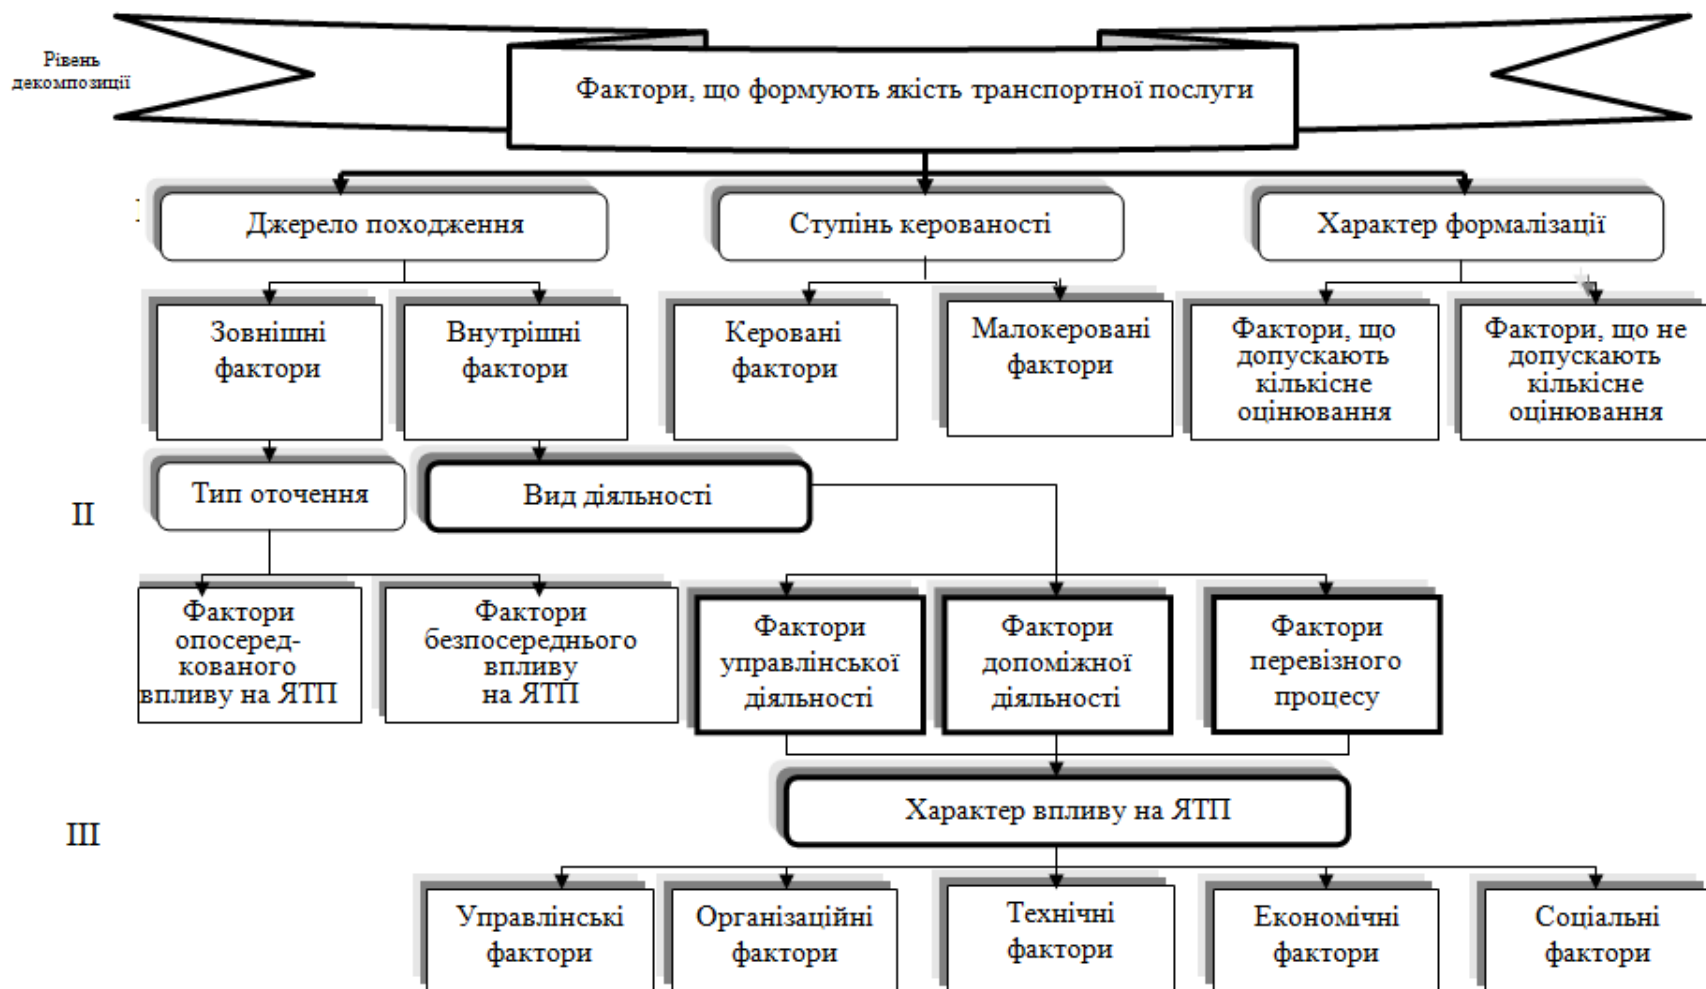 Рівень
декомпозиції
Фактори, що формують якість транспортної послуги
Джерело походження
Ступінь керованості
Характер формалізації
Зовнішні
фактори
Внутрішні
фактори
Керовані
фактори
Малокеровані
фактори
Фактори, що
допускають
кількісне
оцінювання
Фактори, що не
допускають
кількісне
оцінювання
II
Тип оточення
Вид діяльності
Фактори
опосеред-
кованого
впливу на ЯТП
Фактори
безпосереднього
впливу
на ЯТП
Фактори
управлінської
діяльності
Фактори
допоміжної
діяльності
Фактори
перевізного
процесу
III
Характер впливу на ЯТП
Управлінські
фактори
Організаційні
фактори
Технічні
фактори
Економічні
фактори
Соціальні
фактори